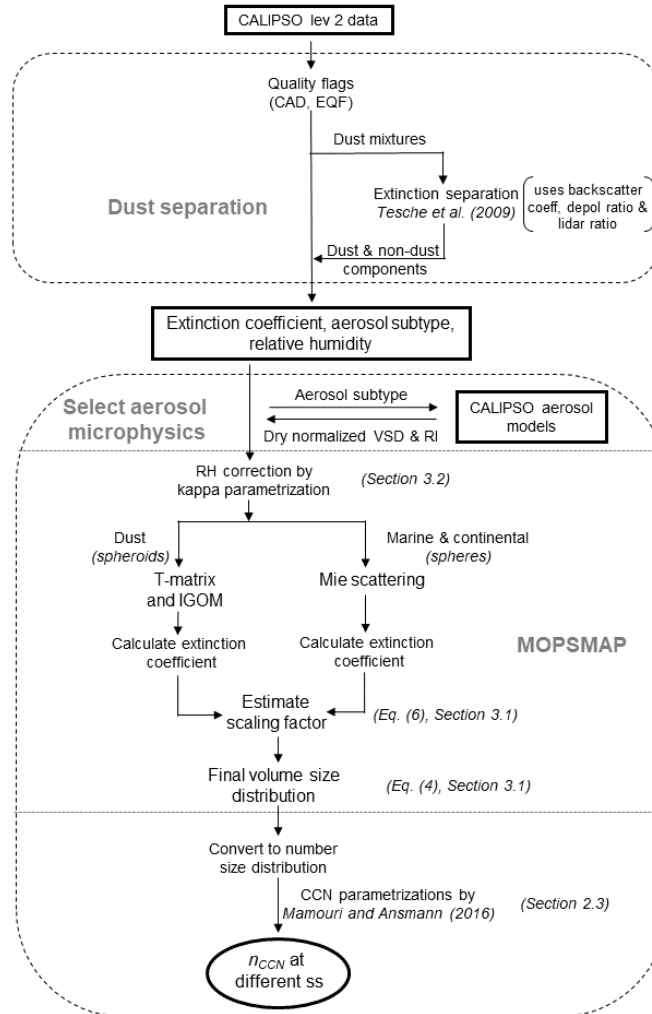 CALIPSO lev 2 data
Quality flags
(CAD, EQF)
Dust mixtures
Dust separation
Extinction separation
Tesche et al. (2009)
uses backscatter
coeff, depol ratio &
lidar ratio
Dust & non-dust
components
Extinction coefficient, aerosol subtype,
relative humidity
Select aerosol
microphysics
Aerosol subtype
Dry normalized VSD & RI
CALIPSO aerosol
models
RH correction by
kappa parametrization
(Section 3.2)
Dust
(spheroids)
Marine & continental
(spheres)
T-matrix
and IGOM
Mie scattering
Calculate extinction
coefficient
Calculate extinction
coefficient
MOPSMAP
Estimate
scaling factor
(Eq. (6), Section 3.1)
Final volume size
distribution
(Eq. (4), Section 3.1)
Convert to number
size distribution
CCN parametrizations by
Mamouri and Ansmann (2016)
(Section 2.3)
nCCN at
different ss